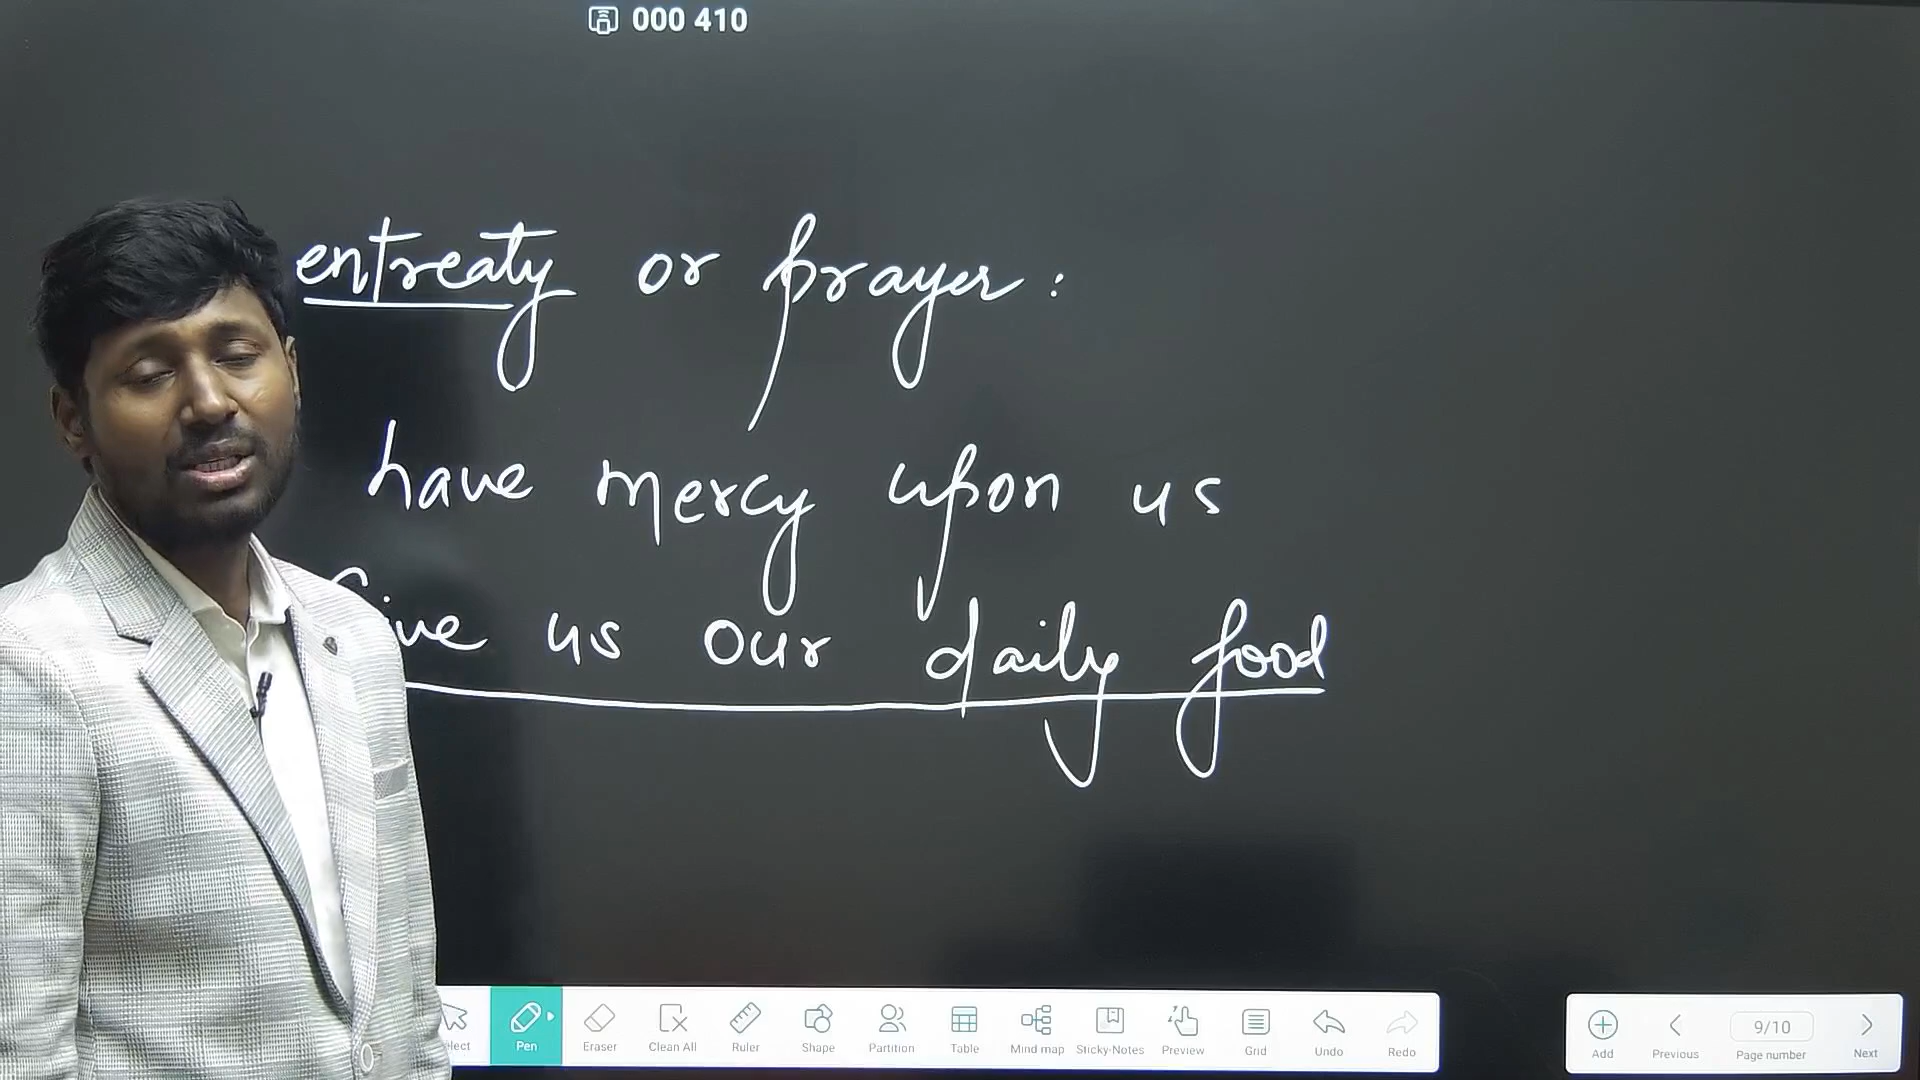 000 410
entreaty or prayer:
have mercy upon us
us our daily food
Pen
Eraser
Clean All
Ruler
Shape
Partition
Table
Mind map
Sticky-Notes
Preview
Grid
Undo
Redo
Add
Previous
9/10
Page number
Next